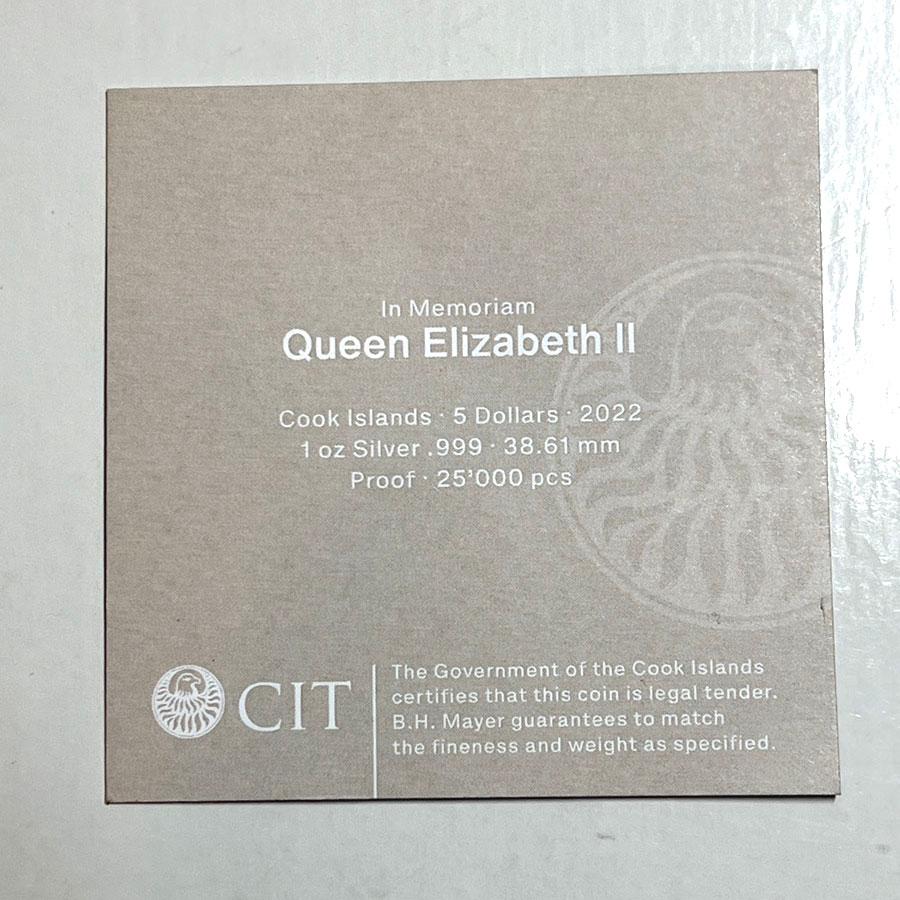 In Memoriam
Queen Elizabeth II
Cook Islands · 5 Dollars · 2022
1 oz Silver .999 · 38.61 mm
Proof · 25'000 pcs
CIT
The Government of the Cook Islands
certifies that this coin is legal tender.
B.H. Mayer guarantees to match
the fineness and weight as specified.